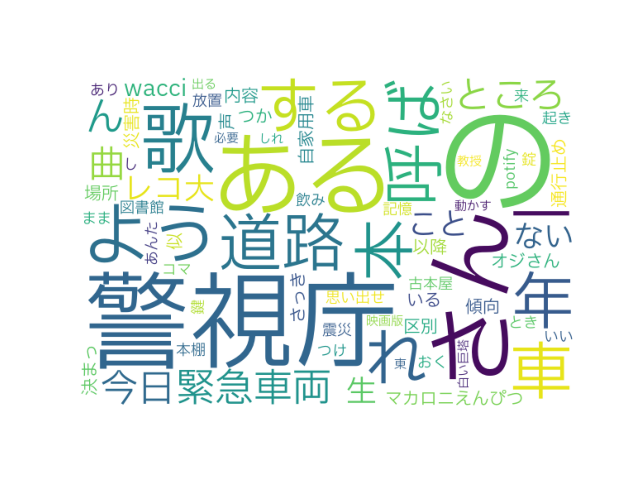 あり
wacci
出る
放置
内容
する
呼ば
ところ
来
なさい
起き
ん
災害時
歌
声
つか
必要
しれ
自家用車
ある
の
potify
教授
錠
通行止め
曲
し
レコ大
場所
図書館
飲み
記憶
動かす
まま
あんた
よう
似
道路
本
こと
以降
オジさん
ー
ない
年
コマ
さっき
思い出せ
いる
古本屋
傾向
とき
警視庁
鍵
震災
映画版
区別
さん
車
いい
決まっ
本棚
つけ
れ
東
おく
白い巨塔
今日
緊急車両
生
マカロニえんぴつ